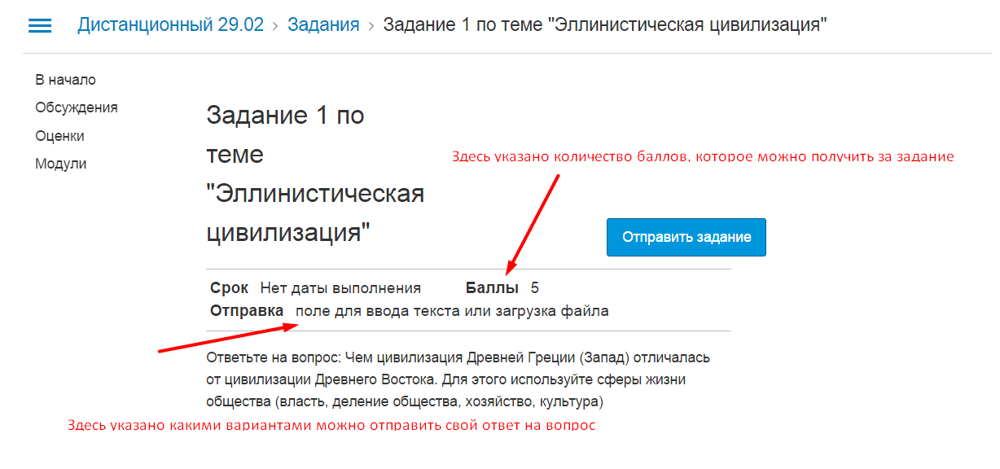 Дистанционный 29.02 > Задания > Задание 1 по теме "Эллинистическая цивилизация"
В начало
Обсуждения
Оценки
Модули
Задание 1 по
теме
"Эллинистическая
цивилизация"
Здесь указано количество баллов, которое можно получить за задание
Отправить задание
Срок Нет даты выполнения Баллы 5
Отправка поле для ввода текста или загрузка файла
Ответьте на вопрос: Чем цивилизация Древней Греции (Запад) отличалась
от цивилизации Древнего Востока. Для этого используйте сферы жизни
общества (власть, деление общества, хозяйство, культура)
Здесь указано какими вариантами можно отправить свой ответ на вопрос